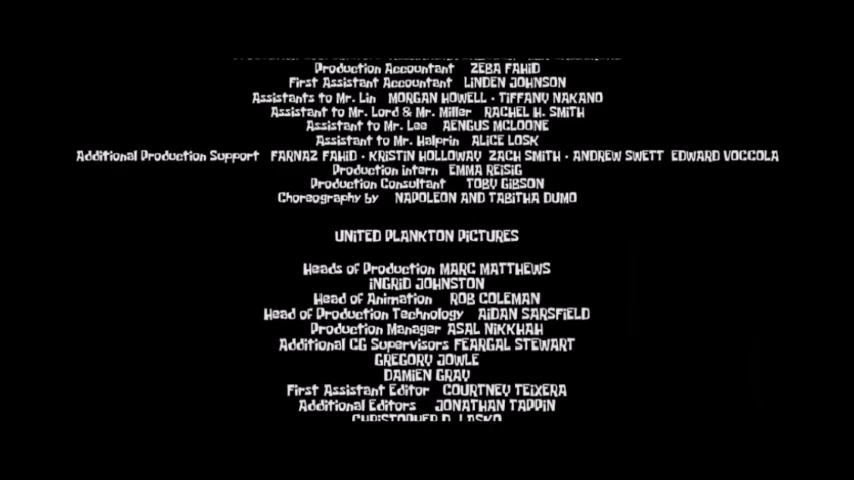 Production Accountant ZEBA FAHiD
First Assistant Accountant LiNDEN JOHNSON
Assistants to Mr. Lin MORGAN HOWELL • TiFFANY NAKANO
Assistant to Mr. Lord & Mr. Miller RACHEL H. SMiTH
Assistant to Mr. Lee AENGUS MCLOONE
Assistant to Mr. Halprin ALiCE LOSK
Additional Production Support FARNAZ FAHiD • KRiSTiN HOLLOWAY ZACH SMiTH • ANDREW SWETT EDWARD VOCCOLA
Production intern EMMA REiSiG
Production Consultant TOBY GiBSON
Choreography by NAPOLEON AND TABiTHA DUMO
UNiTED PLANKTON PiCTURES
Heads of Production MARC MATTHEWS
iNGRiD JOHNSTON
Head of Animation ROB COLEMAN
Head of Production Technology AiDAN SARSFiELD
Production Manager ASAL NiKKHAH
Additional CG Supervisors FEARGAL STEWART
GREGORY JOWLE
DAMiEN GRAY
First Assistant Editor COURTNEY TEiXERA
Additional Editors JONATHAN TAPPiN
CHRiSTOPHER D. LASKO